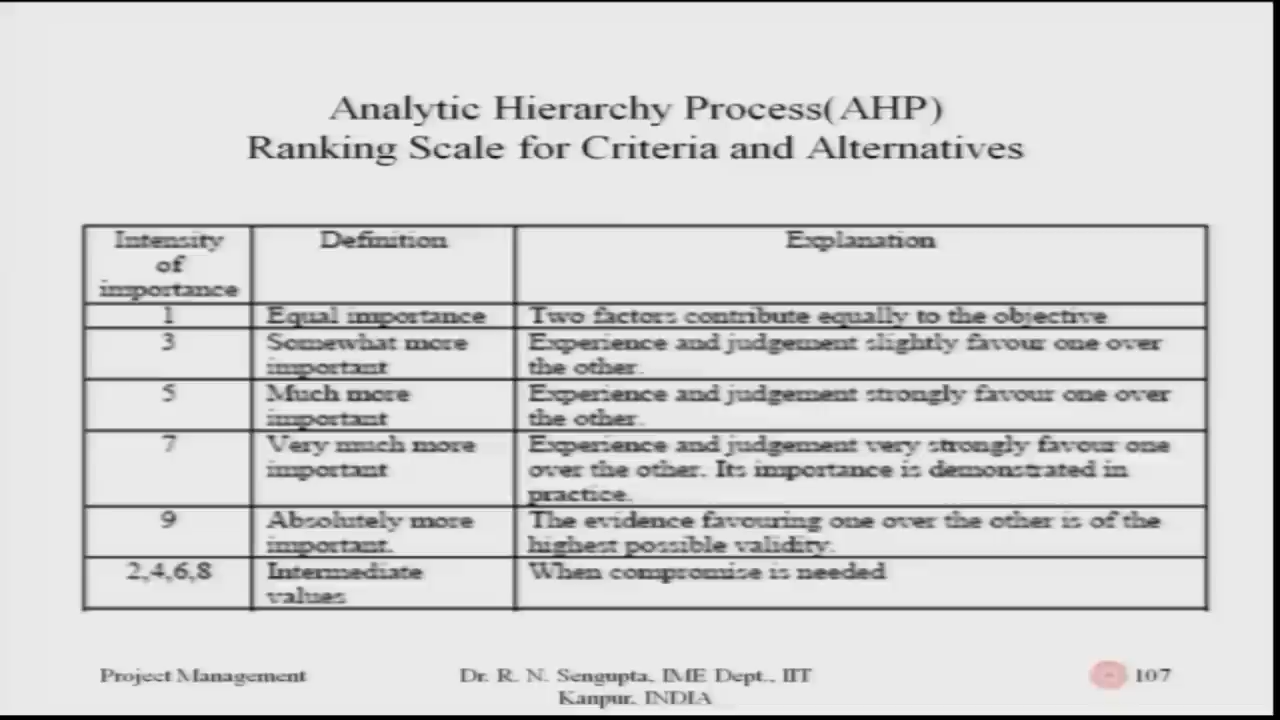 Analytic Hierarchy Process(AHP)
Ranking Scale for Criteria and Alternatives
Intensity of importance
Definition
Explanation
1
Equal importance
Two factors contribute equally to the objective
3
Somewhat more
important
Experience and judgement slightly favour one over
the other.
5
Much more
important
Experience and judgement strongly favour one over
the other.
7
Very much more
important
Experience and judgement very strongly favour one
over the other. Its importance is demonstrated in
practice.
9
Absolutely more
important.
The evidence favouring one over the other is of the
highest possible validity.
2,4,6,8
Intermediate
values
When compromise is needed
Project Management
Dr. R. N. Sengupta, IME Dept., IIT
Kanpur, INDIA
107